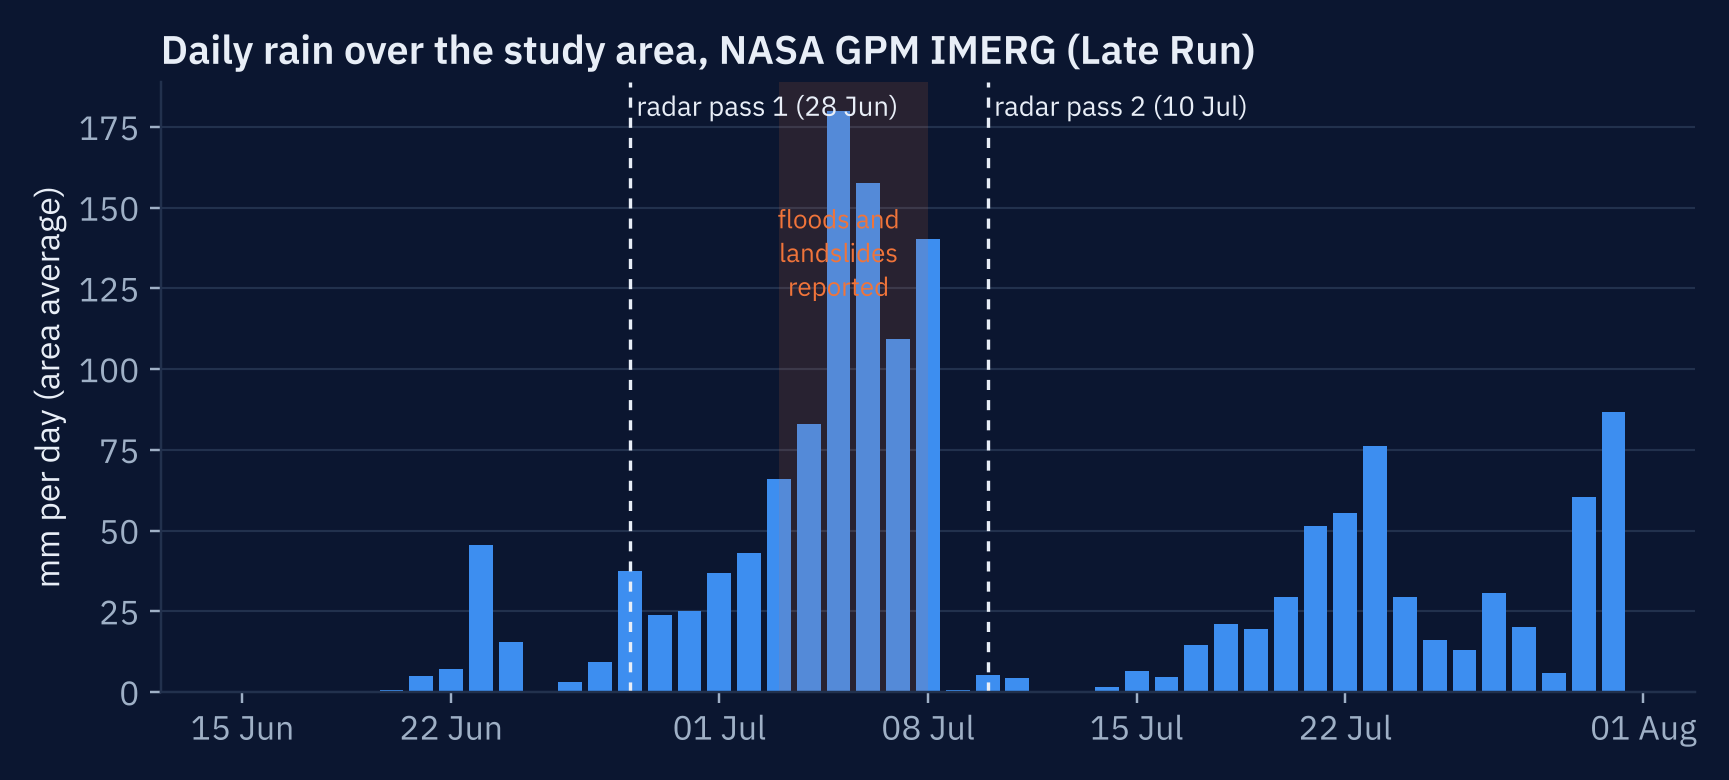 Daily rain over the study area, NASA GPM IMERG (Late Run)
radar pass 1 (28 Jun)
radar pass 2 (10 Jul)
floods and
landslides
reported
mm per day (area average)
175
150
125
100
75
50
25
0
15 Jun
22 Jun
01 Jul
08 Jul
15 Jul
22 Jul
01 Aug